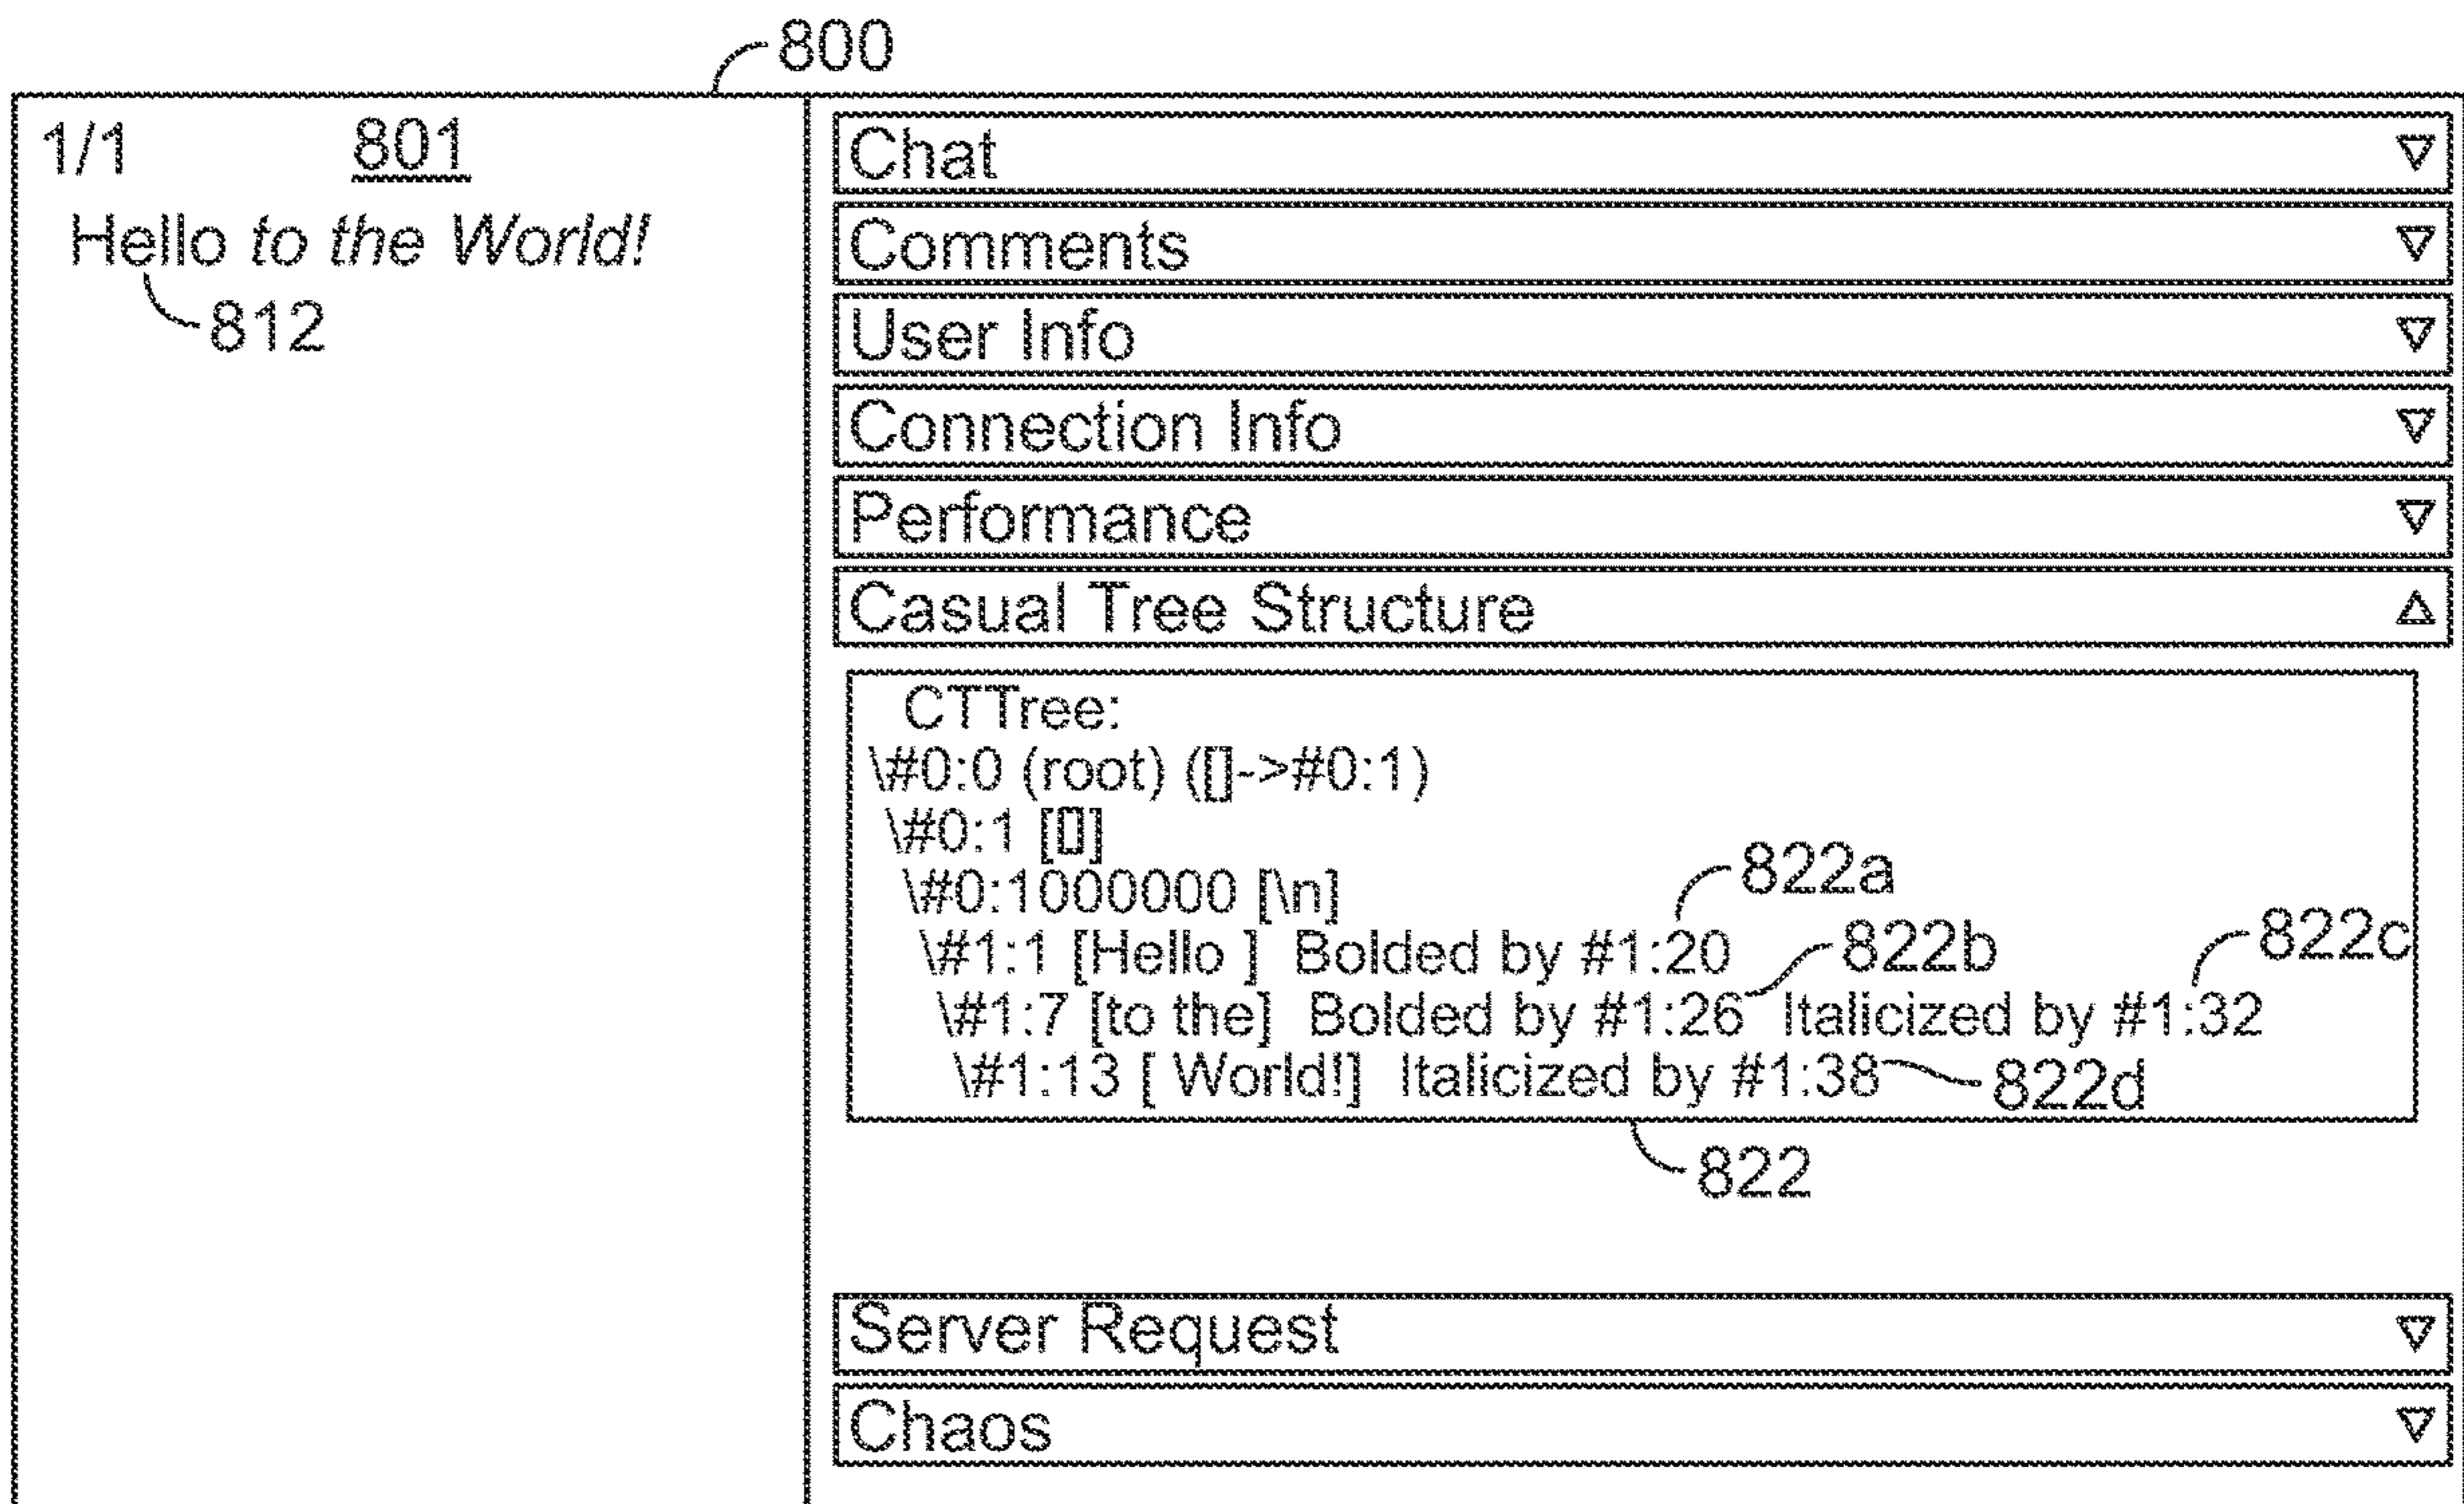 800
1/1 801
Hello to the World!
812
Chat
Comments
User Info
Connection Info
Performance
Casual Tree Structure
CTTree:
\#0:0 (root) ([]->#0:1)
\#0:1 [[]]
\#0:1000000 [\n]
822a
\#1:1 [Hello ] Bolded by #1:20
822b
822c
\#1:7 [to the] Bolded by #1:26 Italicized by #1:32
\#1:13 [ World!] Italicized by #1:38
822d
822
Server Request
Chaos